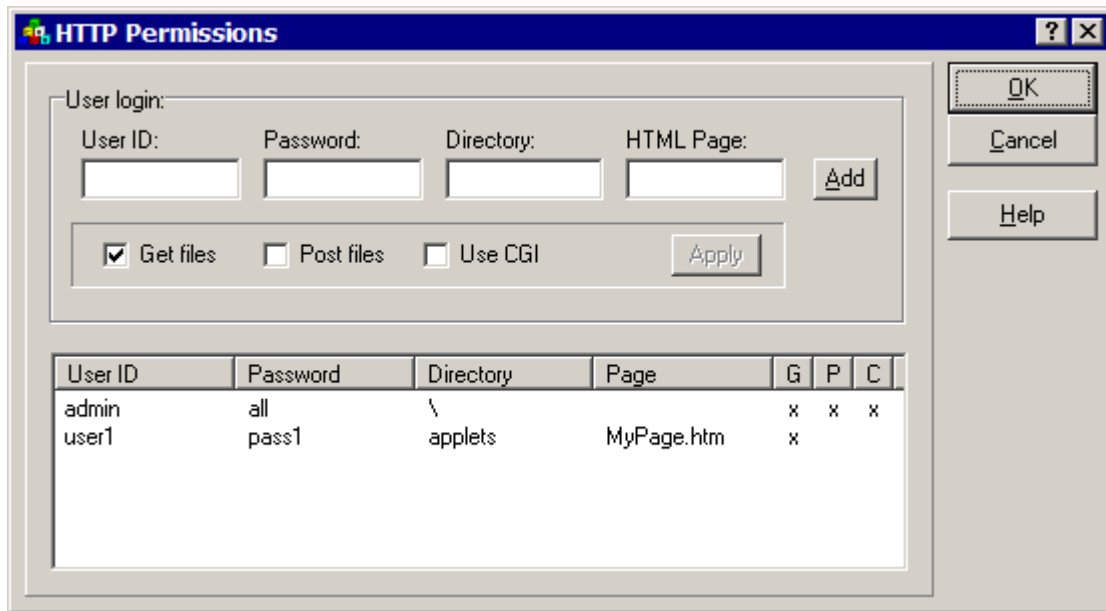 HTTP Permissions
User login:
User ID: Password: Directory: HTML Page:
Add
Get files Post files Use CGI Apply
OK
Cancel
Help
User ID Password Directory Page G P C
admin all \ x x x
user1 pass1 applets MyPage.htm x